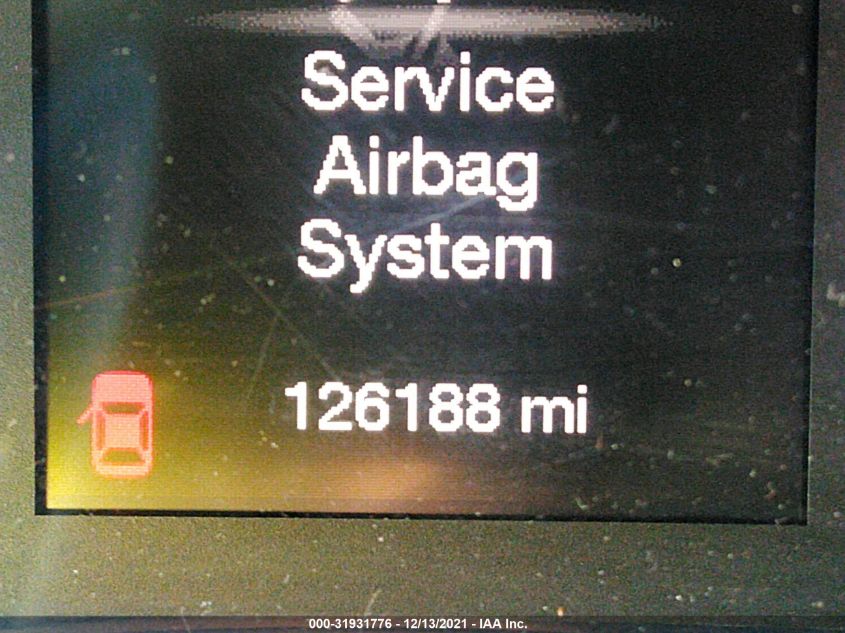 Service
Airbag
System
126188 mi
000-31931776 - 12/13/2021 - IAA Inc.